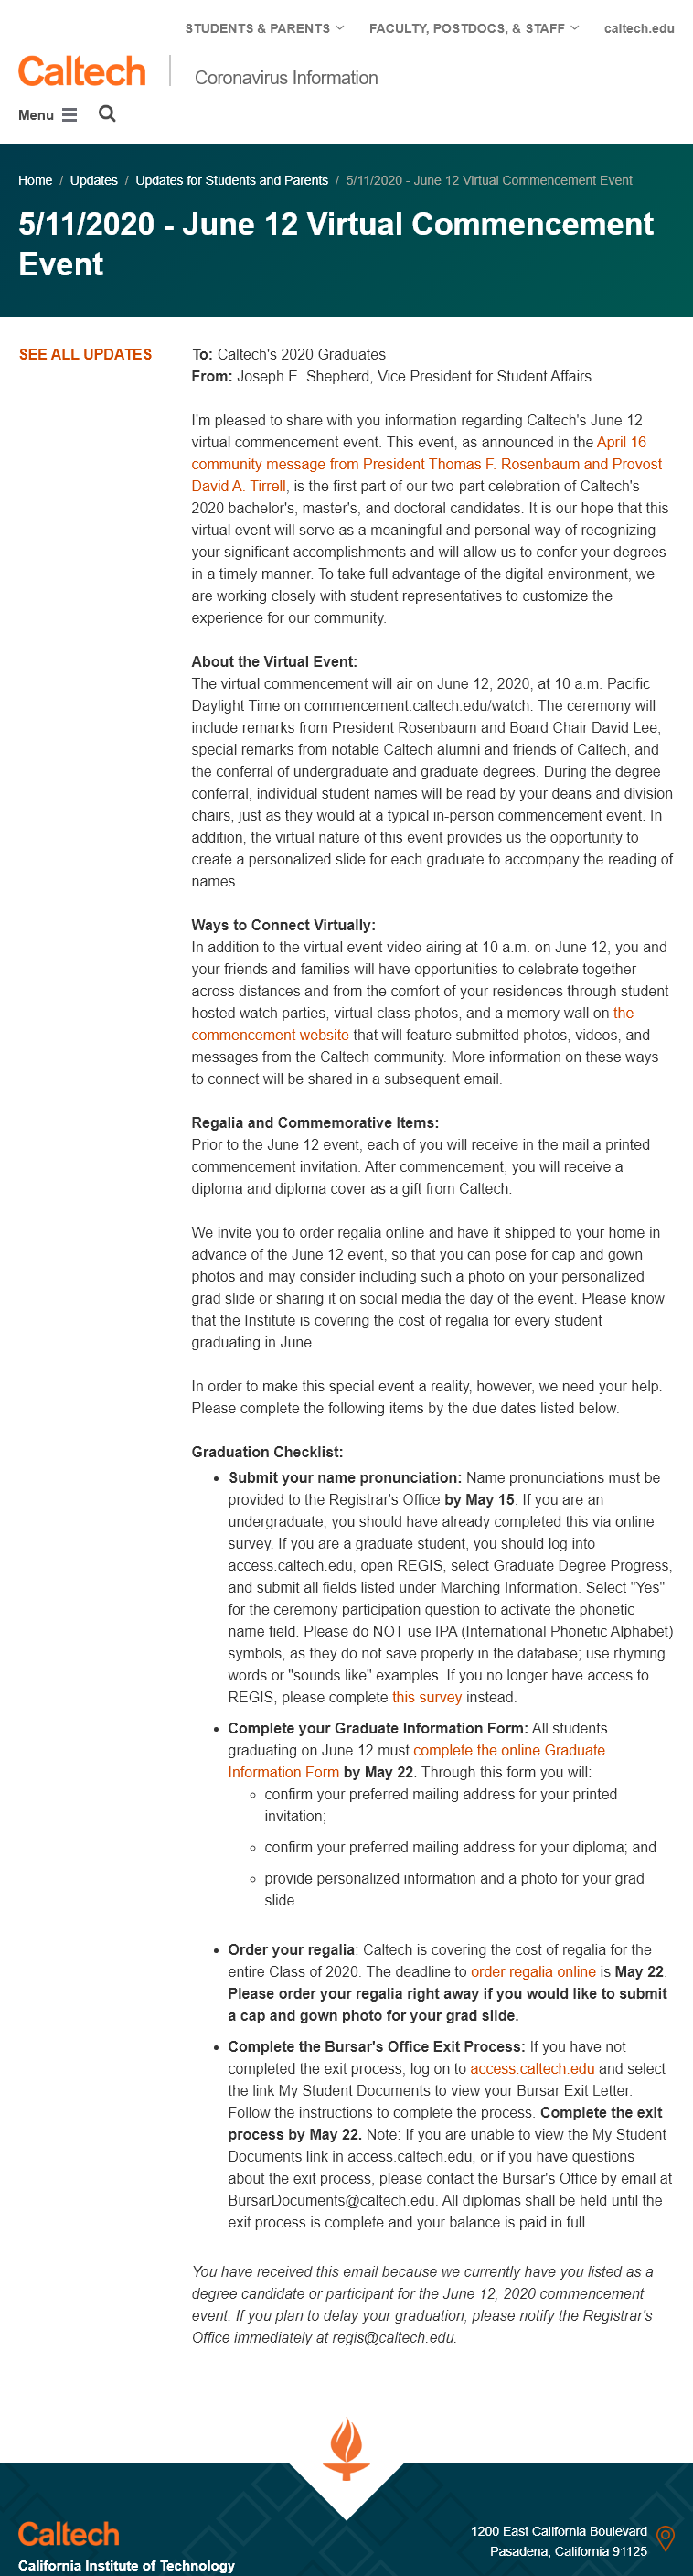 STUDENTS & PARENTS FACULTY, POSTDOCS, & STAFF caltech.edu
Caltech Coronavirus Information
Menu
Home / Updates / Updates for Students and Parents / 5/11/2020 - June 12 Virtual Commencement Event
5/11/2020 - June 12 Virtual Commencement
Event
SEE ALL UPDATES
To: Caltech's 2020 Graduates
From: Joseph E. Shepherd, Vice President for Student Affairs
I'm pleased to share with you information regarding Caltech's June 12
virtual commencement event. This event, as announced in the April 16
community message from President Thomas F. Rosenbaum and Provost
David A. Tirrell, is the first part of our two-part celebration of Caltech's
2020 bachelor's, master's, and doctoral candidates. It is our hope that this
virtual event will serve as a meaningful and personal way of recognizing
your significant accomplishments and will allow us to confer your degrees
in a timely manner. To take full advantage of the digital environment, we
are working closely with student representatives to customize the
experience for our community.
About the Virtual Event:
The virtual commencement will air on June 12, 2020, at 10 a.m. Pacific
Daylight Time on commencement.caltech.edu/watch. The ceremony will
include remarks from President Rosenbaum and Board Chair David Lee,
special remarks from notable Caltech alumni and friends of Caltech, and
the conferral of undergraduate and graduate degrees. During the degree
conferral, individual student names will be read by your deans and division
chairs, just as they would at a typical in-person commencement event. In
addition, the virtual nature of this event provides us the opportunity to
create a personalized slide for each graduate to accompany the reading of
names.
Ways to Connect Virtually:
In addition to the virtual event video airing at 10 a.m. on June 12, you and
your friends and families will have opportunities to celebrate together
across distances and from the comfort of your residences through student-
hosted watch parties, virtual class photos, and a memory wall on the
commencement website that will feature submitted photos, videos, and
messages from the Caltech community. More information on these ways
to connect will be shared in a subsequent email.
Regalia and Commemorative Items:
Prior to the June 12 event, each of you will receive in the mail a printed
commencement invitation. After commencement, you will receive a
diploma and diploma cover as a gift from Caltech.
We invite you to order regalia online and have it shipped to your home in
advance of the June 12 event, so that you can pose for cap and gown
photos and may consider including such a photo on your personalized
grad slide or sharing it on social media the day of the event. Please know
that the Institute is covering the cost of regalia for every student
graduating in June.
In order to make this special event a reality, however, we need your help.
Please complete the following items by the due dates listed below.
Graduation Checklist:
• Submit your name pronunciation: Name pronunciations must be
provided to the Registrar's Office by May 15. If you are an
undergraduate, you should have already completed this via online
survey. If you are a graduate student, you should log into
access.caltech.edu, open REGIS, select Graduate Degree Progress,
and submit all fields listed under Marching Information. Select "Yes"
for the ceremony participation question to activate the phonetic
name field. Please do NOT use IPA (International Phonetic Alphabet)
symbols, as they do not save properly in the database; use rhyming
words or "sounds like" examples. If you no longer have access to
REGIS, please complete this survey instead.
• Complete your Graduate Information Form: All students
graduating on June 12 must complete the online Graduate
Information Form by May 22. Through this form you will:
◦ confirm your preferred mailing address for your printed
invitation;
◦ confirm your preferred mailing address for your diploma; and
◦ provide personalized information and a photo for your grad
slide.
• Order your regalia: Caltech is covering the cost of regalia for the
entire Class of 2020. The deadline to order regalia online is May 22.
Please order your regalia right away if you would like to submit
a cap and gown photo for your grad slide.
• Complete the Bursar's Office Exit Process: If you have not
completed the exit process, log on to access.caltech.edu and select
the link My Student Documents to view your Bursar Exit Letter.
Follow the instructions to complete the process. Complete the exit
process by May 22. Note: If you are unable to view the My Student
Documents link in access.caltech.edu, or if you have questions
about the exit process, please contact the Bursar's Office by email at
BursarDocuments@caltech.edu. All diplomas shall be held until the
exit process is complete and your balance is paid in full.
You have received this email because we currently have you listed as a
degree candidate or participant for the June 12, 2020 commencement
event. If you plan to delay your graduation, please notify the Registrar's
Office immediately at regis@caltech.edu.
Caltech
California Institute of Technology
1200 East California Boulevard
Pasadena, California 91125